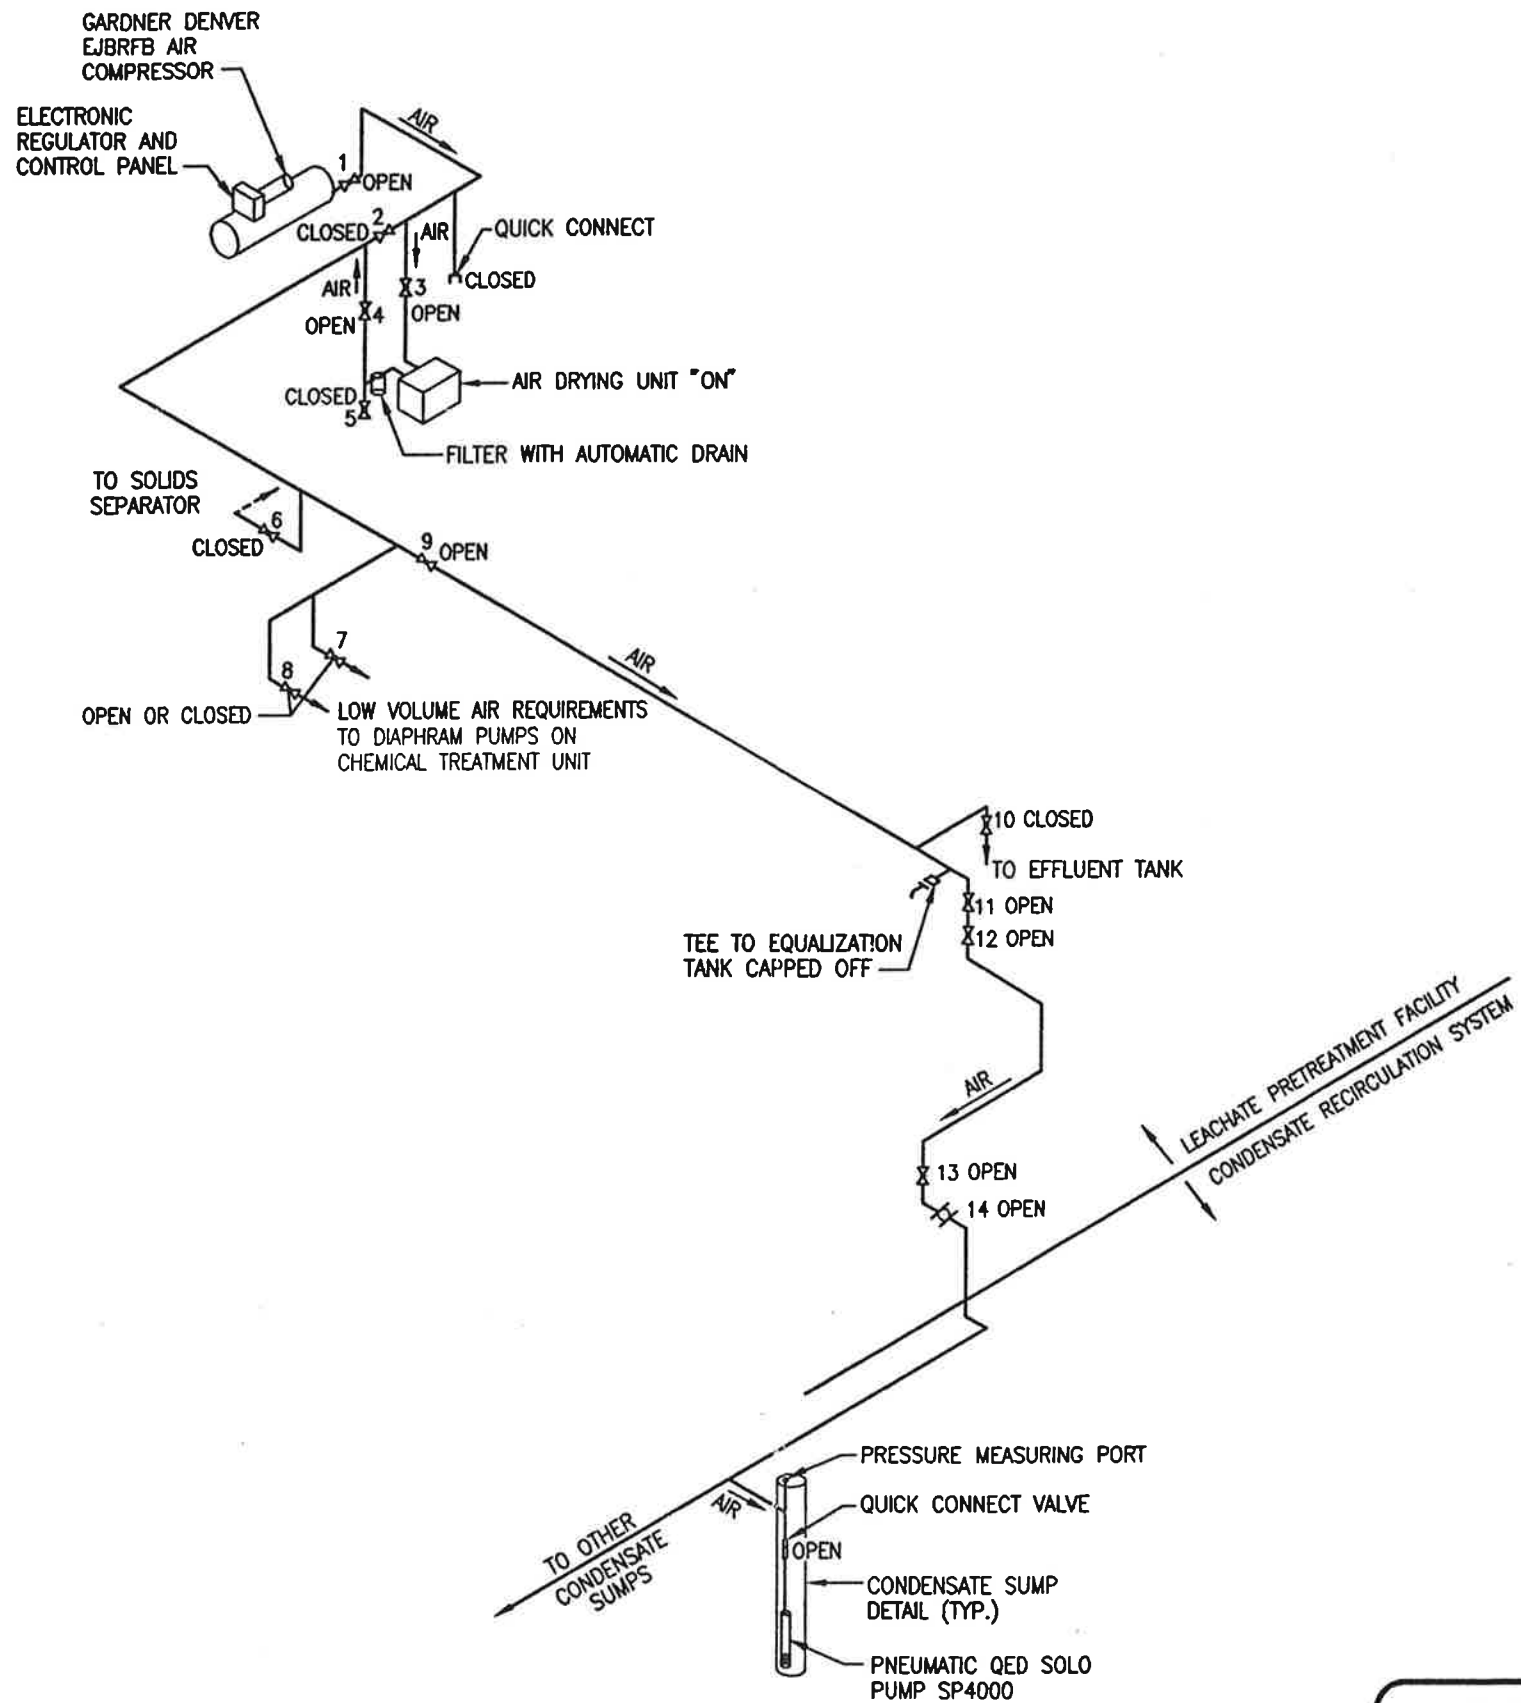 GARDNER DENVER
EJBRFB AIR
COMPRESSOR
ELECTRONIC
REGULATOR AND
CONTROL PANEL
1
OPEN
AIR
CLOSED
2
AIR
QUICK CONNECT
CLOSED
AIR
3
OPEN
4
OPEN
CLOSED
5
AIR DRYING UNIT "ON"
FILTER WITH AUTOMATIC DRAIN
TO SOLIDS
SEPARATOR
6
CLOSED
9 OPEN
7
8
OPEN OR CLOSED
LOW VOLUME AIR REQUIREMENTS
TO DIAPHRAM PUMPS ON
CHEMICAL TREATMENT UNIT
AIR
10 CLOSED
TO EFFLUENT TANK
11 OPEN
12 OPEN
TEE TO EQUALIZATION
TANK CAPPED OFF
AIR
LEACHATE PRETREATMENT FACILITY
CONDENSATE RECIRCULATION SYSTEM
13 OPEN
14 OPEN
PRESSURE MEASURING PORT
AIR
QUICK CONNECT VALVE
OPEN
TO OTHER
CONDENSATE
SUMPS
CONDENSATE SUMP
DETAIL (TYP.)
PNEUMATIC QED SOLO
PUMP SP4000